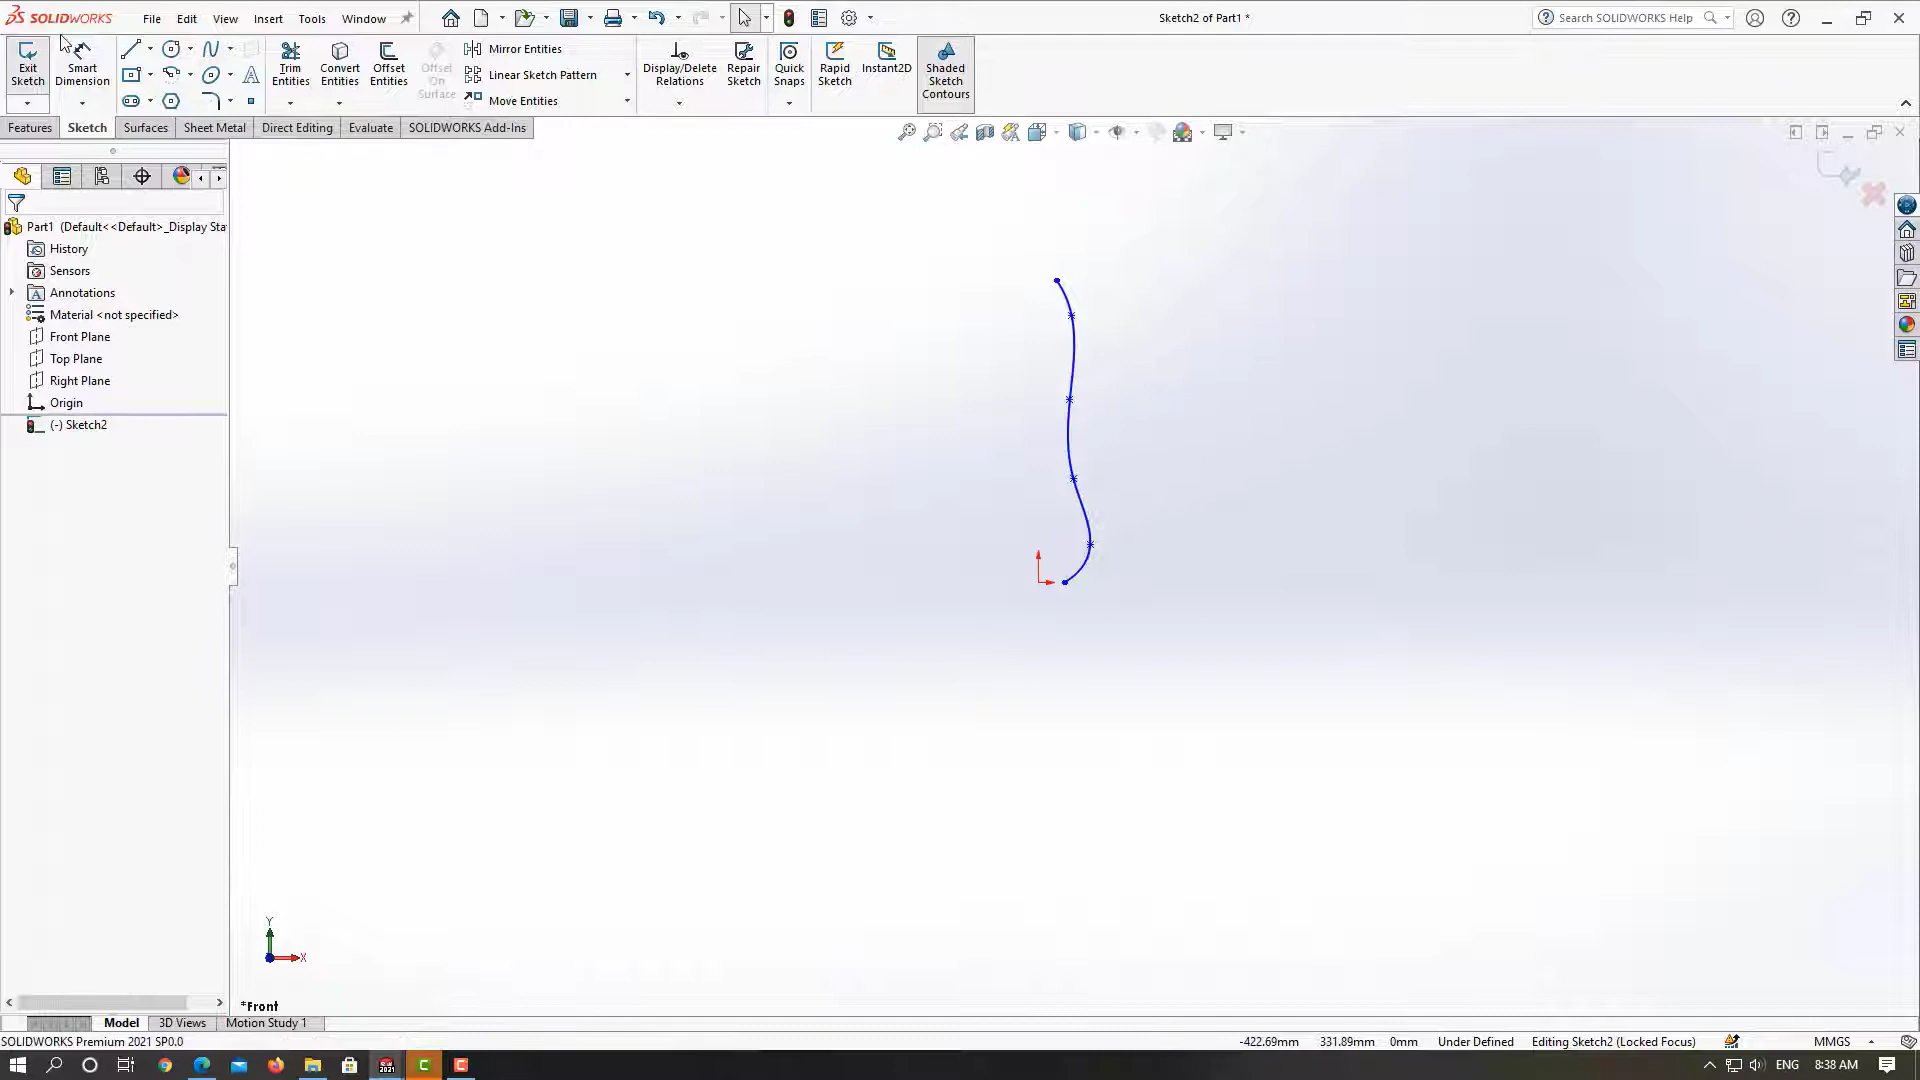 SOLIDWORKS File Edit View Insert Tools Window
Sketch2 of Part1 *
Search SOLIDWORKS Help
Exit Sketch
Smart Dimension
Trim Entities
Convert Entities
Offset Entities
Offset On Surface
Mirror Entities
Linear Sketch Pattern
Move Entities
Display/Delete Relations
Repair Sketch
Quick Snaps
Rapid Sketch
Instant2D
Shaded Sketch Contours
Features Sketch Surfaces Sheet Metal Direct Editing Evaluate SOLIDWORKS Add-Ins
Part1 (Default<<Default>_Display Sta
History
Sensors
Annotations
Material <not specified>
Front Plane
Top Plane
Right Plane
Origin
(-) Sketch2
Y
X
*Front
Model 3D Views Motion Study 1
SOLIDWORKS Premium 2021 SP0.0
-422.69mm 331.89mm 0mm Under Defined Editing Sketch2 (Locked Focus) MMGS
ENG 8:38 AM